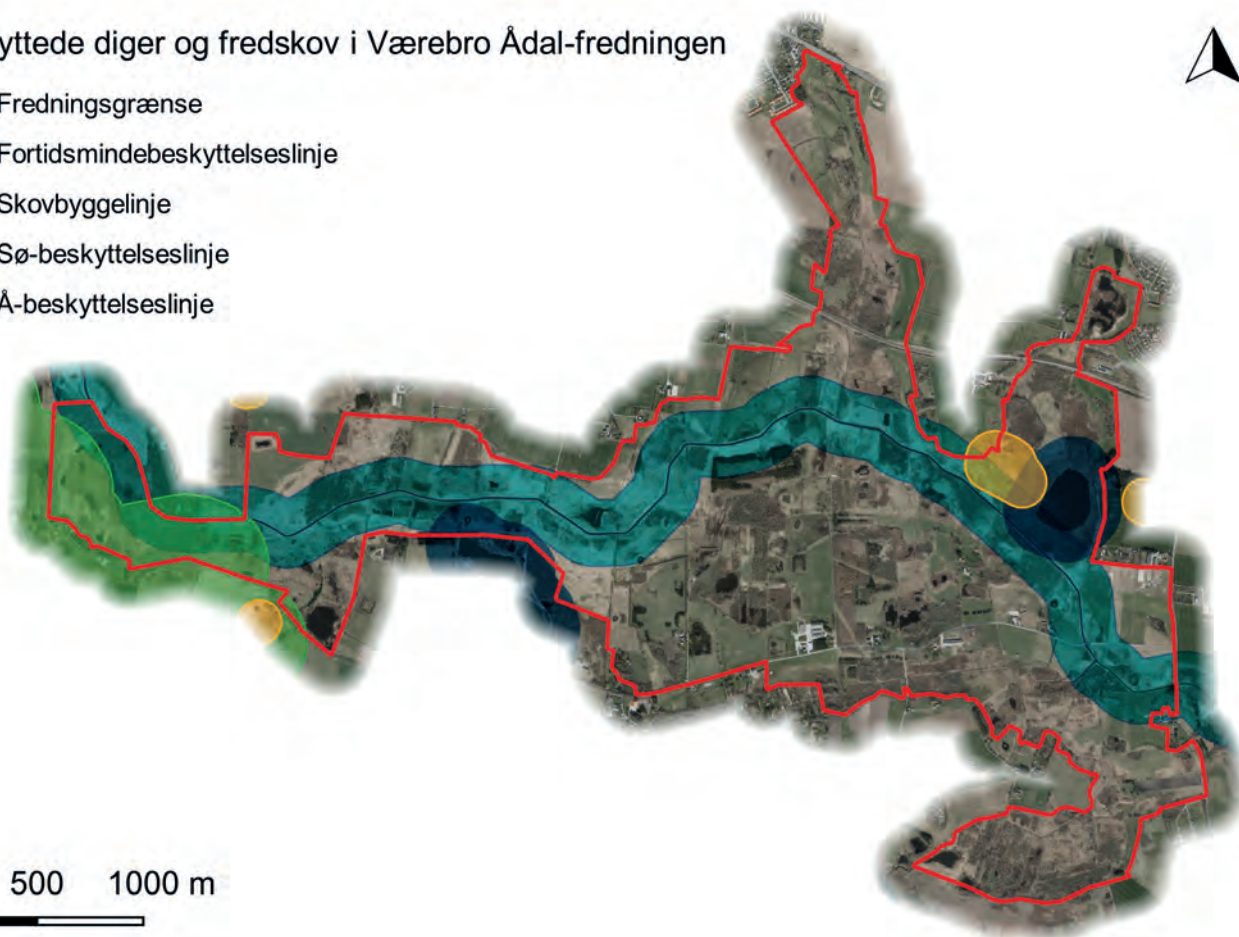 yttede diger og fredskov i Værebro Ådal-fredningen
Fredningsgrænse
Fortidsmindebeskyttelseslinje
Skovbyggelinje
Sø-beskyttelseslinje
Å-beskyttelseslinje
500 1000 m